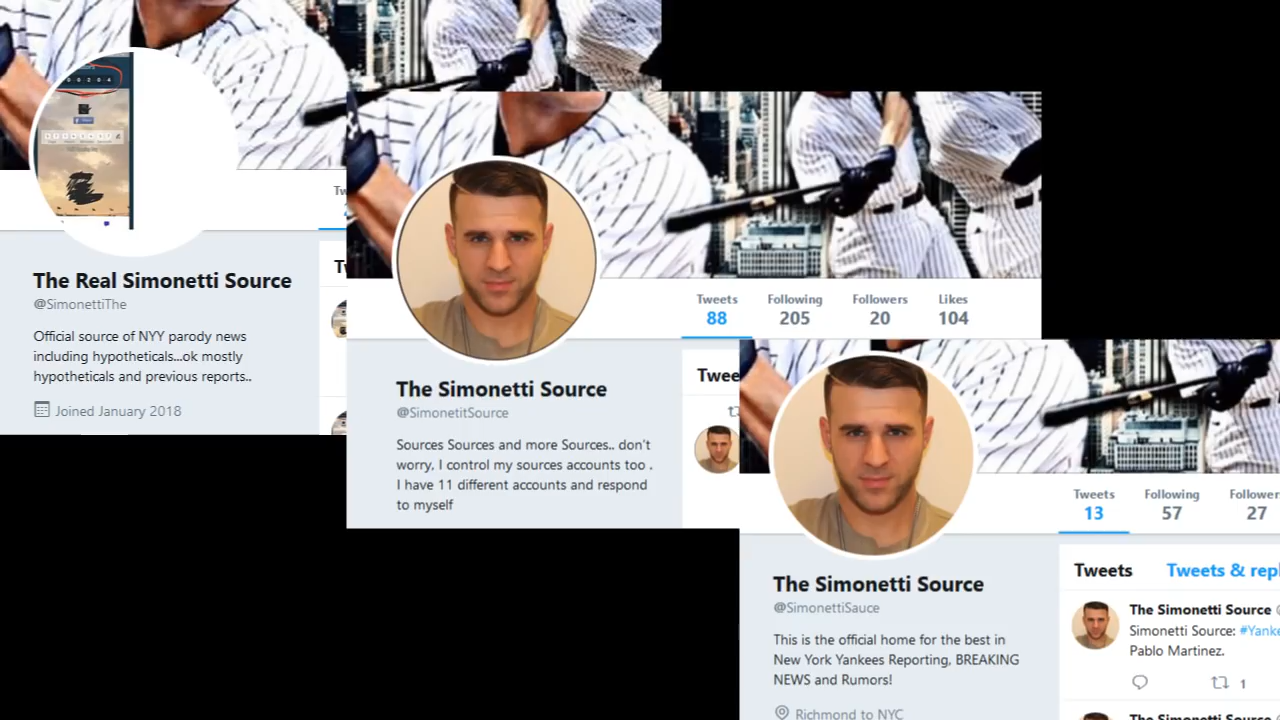 The Real Simonetti Source
@SimonettiThe
Official source of NYY parody news
including hypotheticals...ok mostly
hypotheticals and previous reports..
Joined January 2018
Tweets
88
Following
205
Followers
20
Likes
104
The Simonetti Source
@SimonetitSource
Sources Sources and more Sources.. don't
worry, I control my sources accounts too .
I have 11 different accounts and respond
to myself
Twee
Tweets
13
Following
57
Follower
27
The Simonetti Source
@SimonettiSauce
This is the official home for the best in
New York Yankees Reporting, BREAKING
NEWS and Rumors!
Richmond to NYC
Tweets Tweets & repl
The Simonetti Source @
Simonetti Source: #Yanke
Pablo Martinez.
1